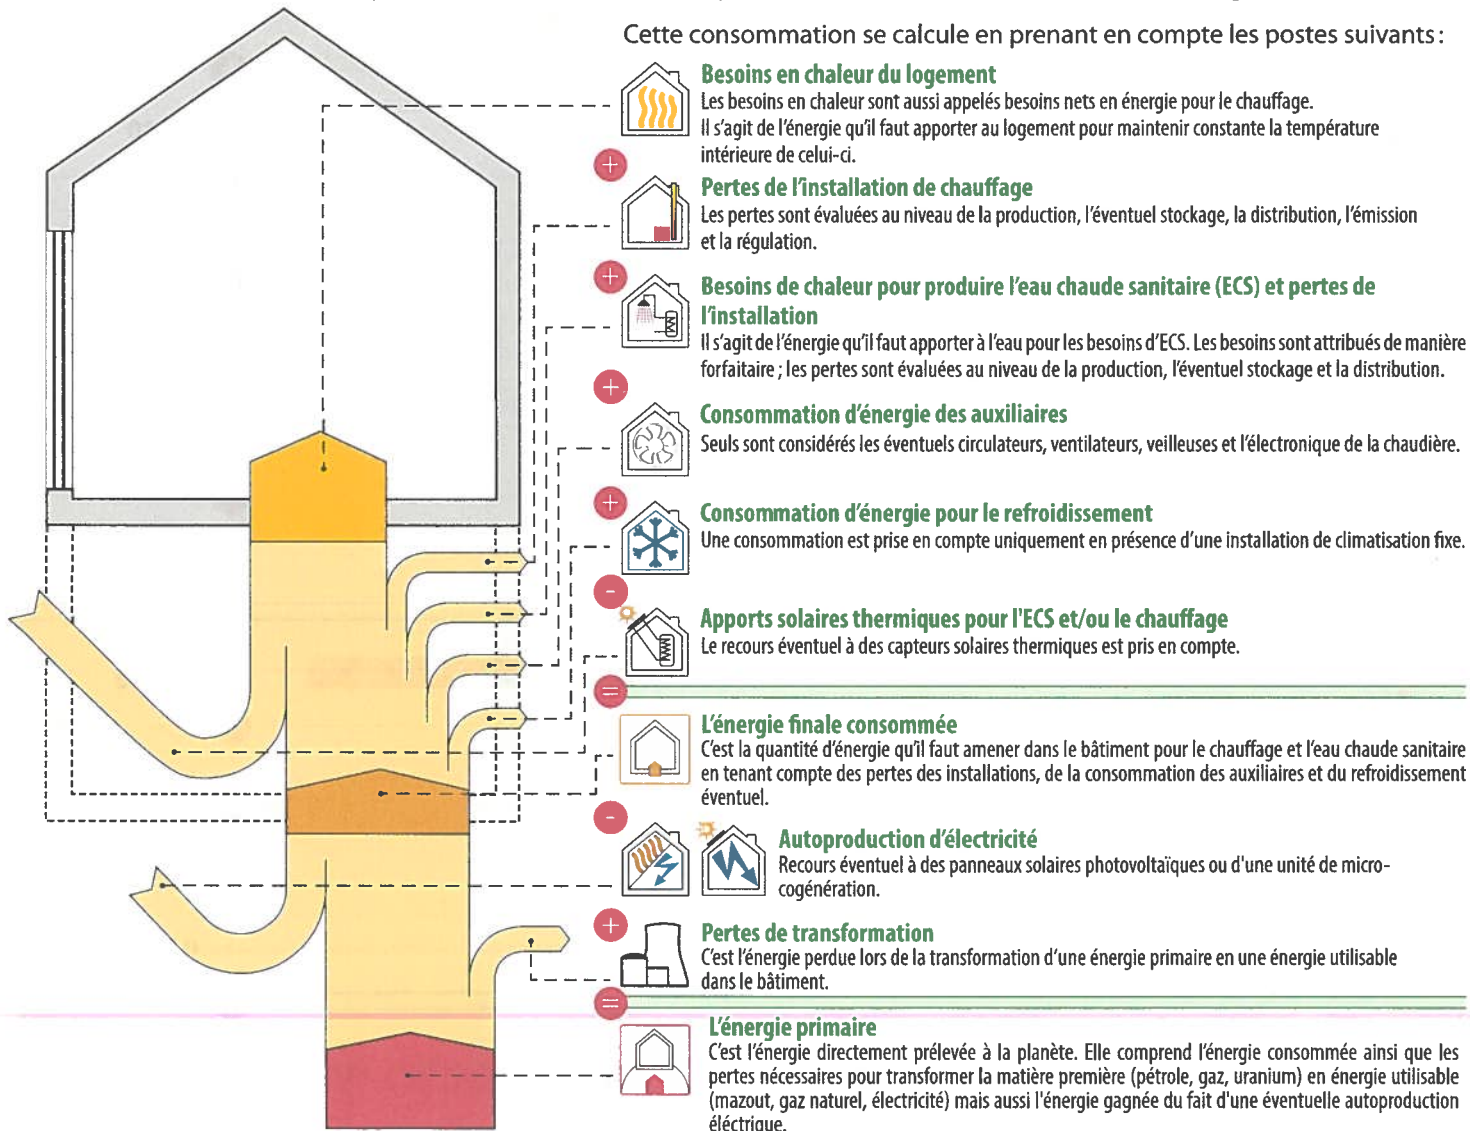 Cette consommation se calcule en prenant en compte les postes suivants :
Besoins en chaleur du logement
Les besoins en chaleur sont aussi appelés besoins nets en énergie pour le chauffage.
Il s'agit de l'énergie qu'il faut apporter au logement pour maintenir constante la température
intérieure de celui-ci.
+
Pertes de l'installation de chauffage
Les pertes sont évaluées au niveau de la production, l'éventuel stockage, la distribution, l'émission
et la régulation.
+
Besoins de chaleur pour produire l'eau chaude sanitaire (ECS) et pertes de
l'installation
Il s'agit de l'énergie qu'il faut apporter à l'eau pour les besoins d'ECS. Les besoins sont attribués de manière
forfaitaire ; les pertes sont évaluées au niveau de la production, l'éventuel stockage et la distribution.
+
Consommation d'énergie des auxiliaires
Seuls sont considérés les éventuels circulateurs, ventilateurs, veilleuses et l'électronique de la chaudière.
+
Consommation d'énergie pour le refroidissement
Une consommation est prise en compte uniquement en présence d'une installation de climatisation fixe.
-
Apports solaires thermiques pour l'ECS et/ou le chauffage
Le recours éventuel à des capteurs solaires thermiques est pris en compte.
=
L'énergie finale consommée
C'est la quantité d'énergie qu'il faut amener dans le bâtiment pour le chauffage et l'eau chaude sanitaire
en tenant compte des pertes des installations, de la consommation des auxiliaires et du refroidissement
éventuel.
-
Autoproduction d'électricité
Recours éventuel à des panneaux solaires photovoltaïques ou d'une unité de micro-
cogénération.
+
Pertes de transformation
C'est l'énergie perdue lors de la transformation d'une énergie primaire en une énergie utilisable
dans le bâtiment.
=
L'énergie primaire
C'est l'énergie directement prélevée à la planète. Elle comprend l'énergie consommée ainsi que les
pertes nécessaires pour transformer la matière première (pétrole, gaz, uranium) en énergie utilisable
(mazout, gaz naturel, électricité) mais aussi l'énergie gagnée du fait d'une éventuelle autoproduction
éléctrique.